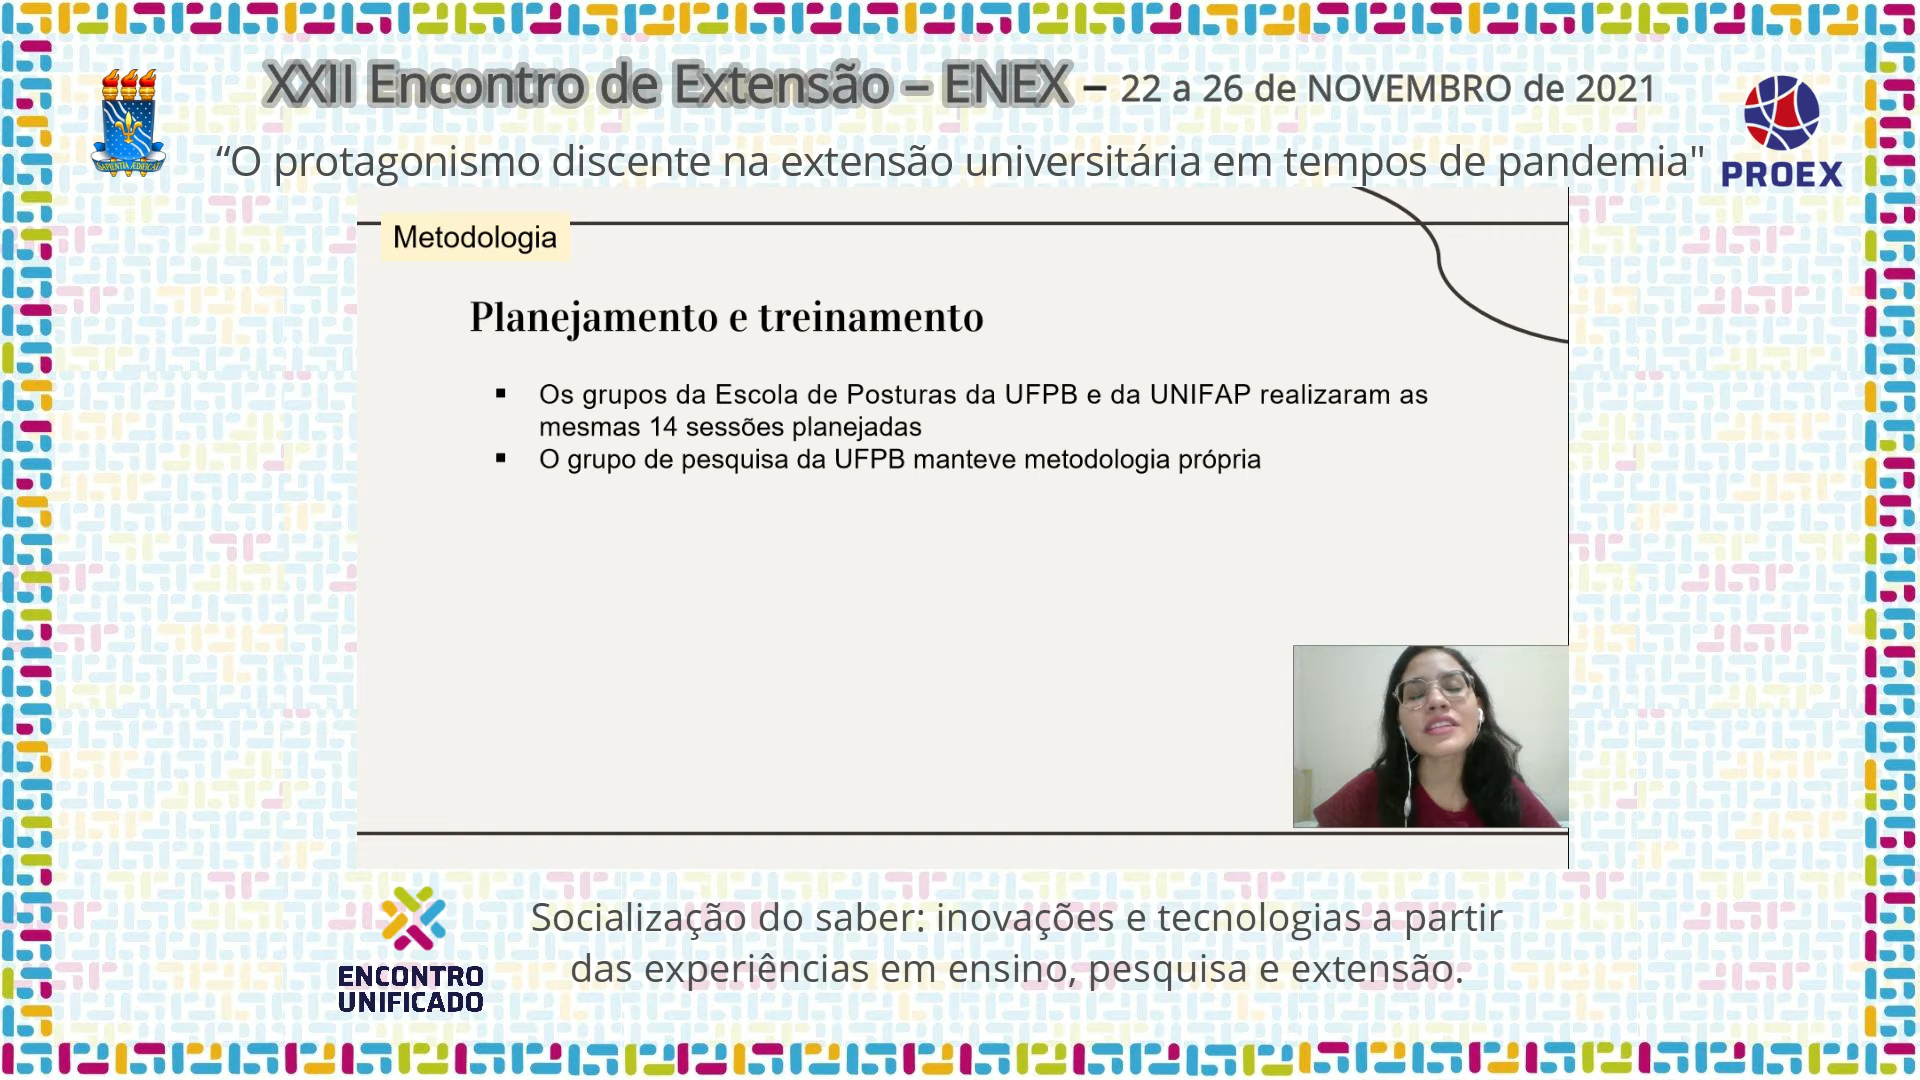 XXII Encontro de Extensão – ENEX – 22 a 26 de NOVEMBRO de 2021
“O protagonismo discente na extensão universitária em tempos de pandemia"
PROEX
Metodologia
Planejamento e treinamento
▪ Os grupos da Escola de Posturas da UFPB e da UNIFAP realizaram as
mesmas 14 sessões planejadas
▪ O grupo de pesquisa da UFPB manteve metodologia própria
Socialização do saber: inovações e tecnologias a partir
das experiências em ensino, pesquisa e extensão.
ENCONTRO
UNIFICADO